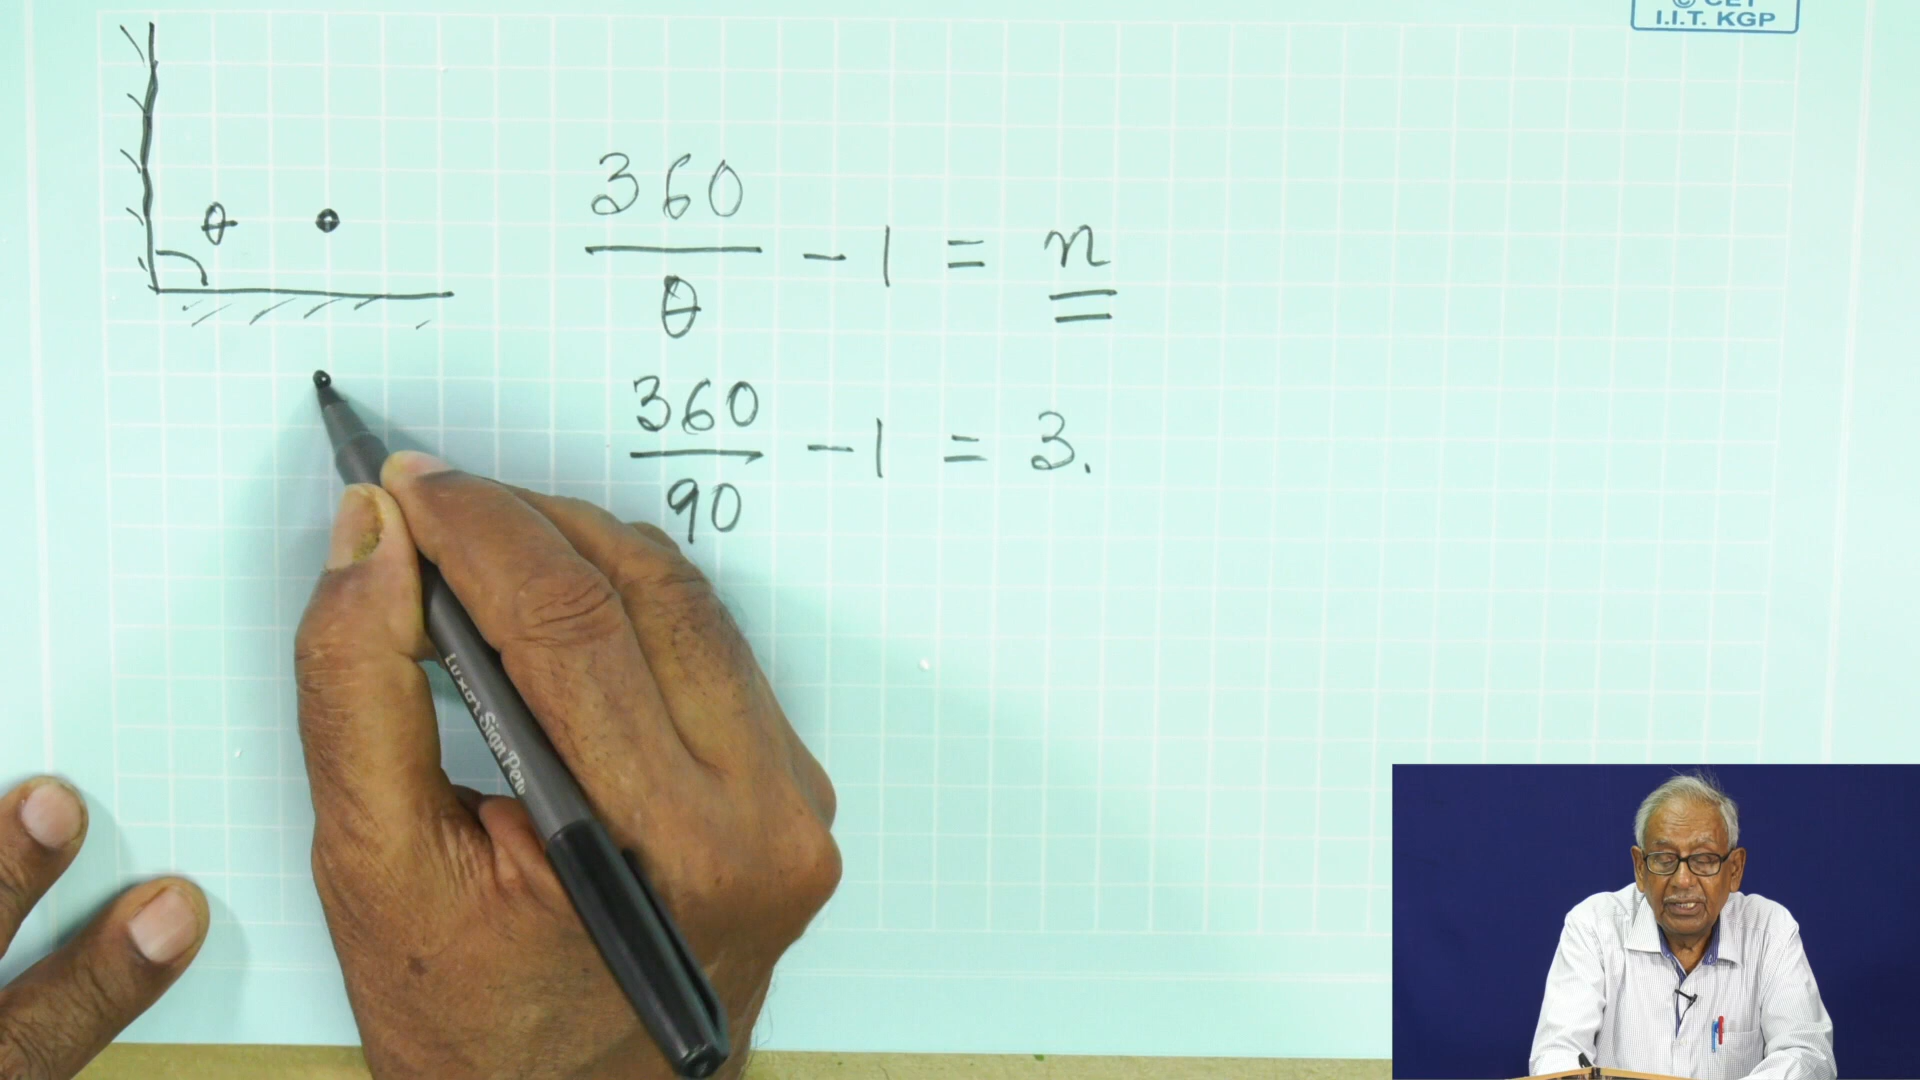 © CET
I.I.T. KGP
θ
360
θ
- 1 = n
360
90
- 1 = 3.
Luxor Sign Pen